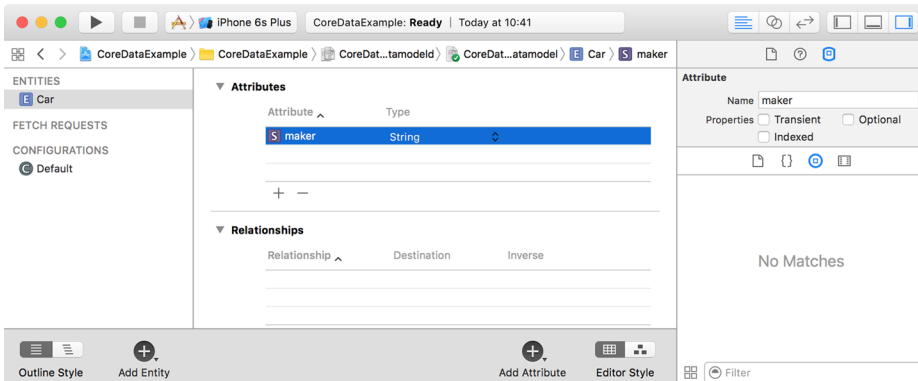 iPhone 6s Plus CoreDataExample: Ready | Today at 10:41
CoreDataExample CoreDataExample CoreDat...tamodeld CoreDat...atamodel E Car S maker
ENTITIES
E Car
FETCH REQUESTS
CONFIGURATIONS
C Default
Attributes
Attribute Type
S maker String
+ −
Relationships
Relationship Destination Inverse
Outline Style Add Entity Add Attribute Editor Style
Attribute
Name maker
Properties Transient Optional
Indexed
{}
No Matches
Filter